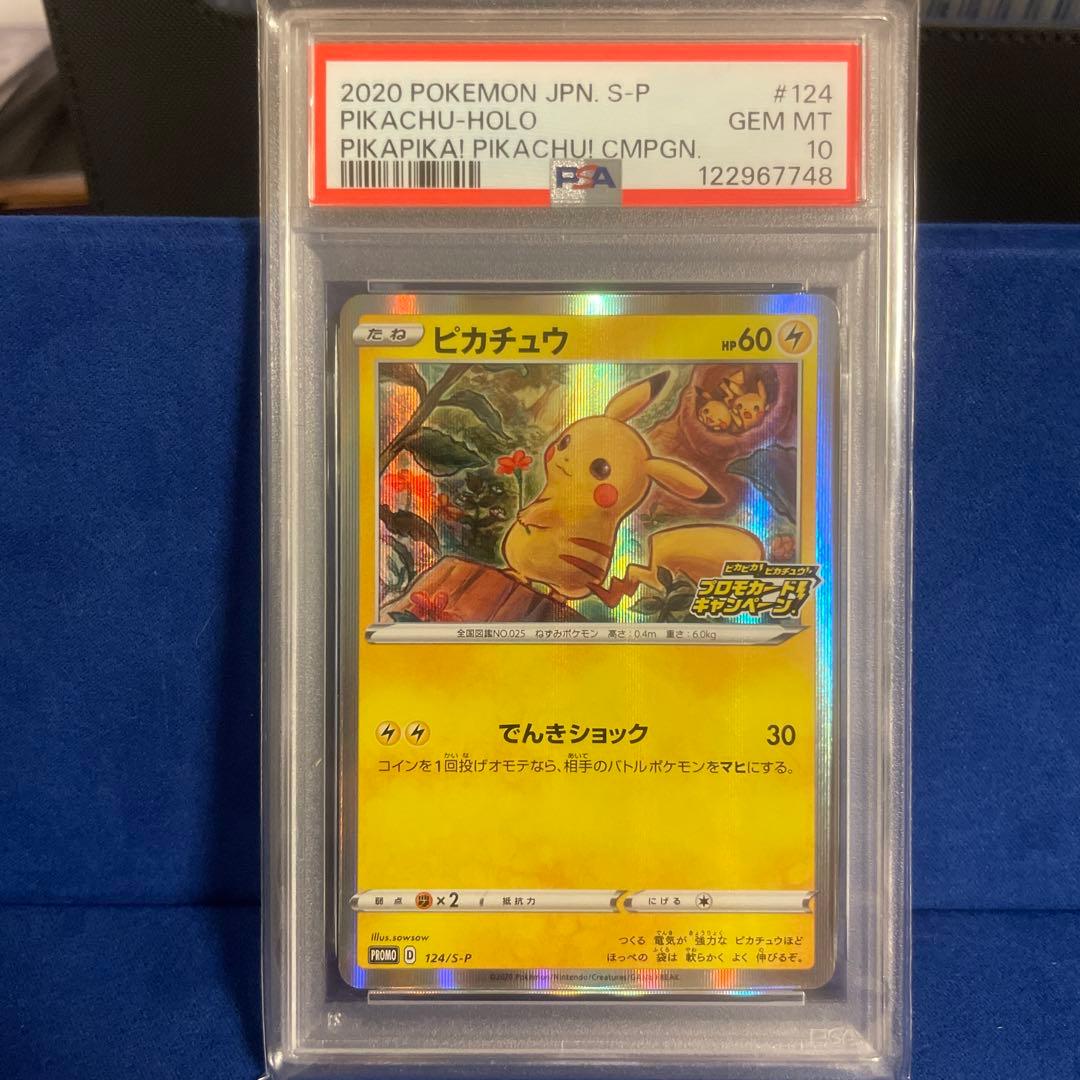 2020 POKEMON JPN. S-P #124
PIKACHU-HOLO GEM MT
PIKAPIKA! PIKACHU! CMPGN. 10
PSA 122967748
たね ピカチュウ HP60
ピカピカ! ピカチュウ!
プロモカード
キャンペーン!
全国図鑑NO.025 ねずみポケモン 高さ:0.4m 重さ:6.0kg
でんきショック 30
コインを1回投げオモテなら、相手のバトルポケモンをマヒにする。
弱点 ×2 抵抗力 にげる
illus.sowsow
つくる 電気が 強力な ピカチュウほど
ほっぺの 袋は 軟らかく よく 伸びるぞ。
PROMO D 124/S-P
©2020 Pokémon/Nintendo/Creatures/GAME FREAK.